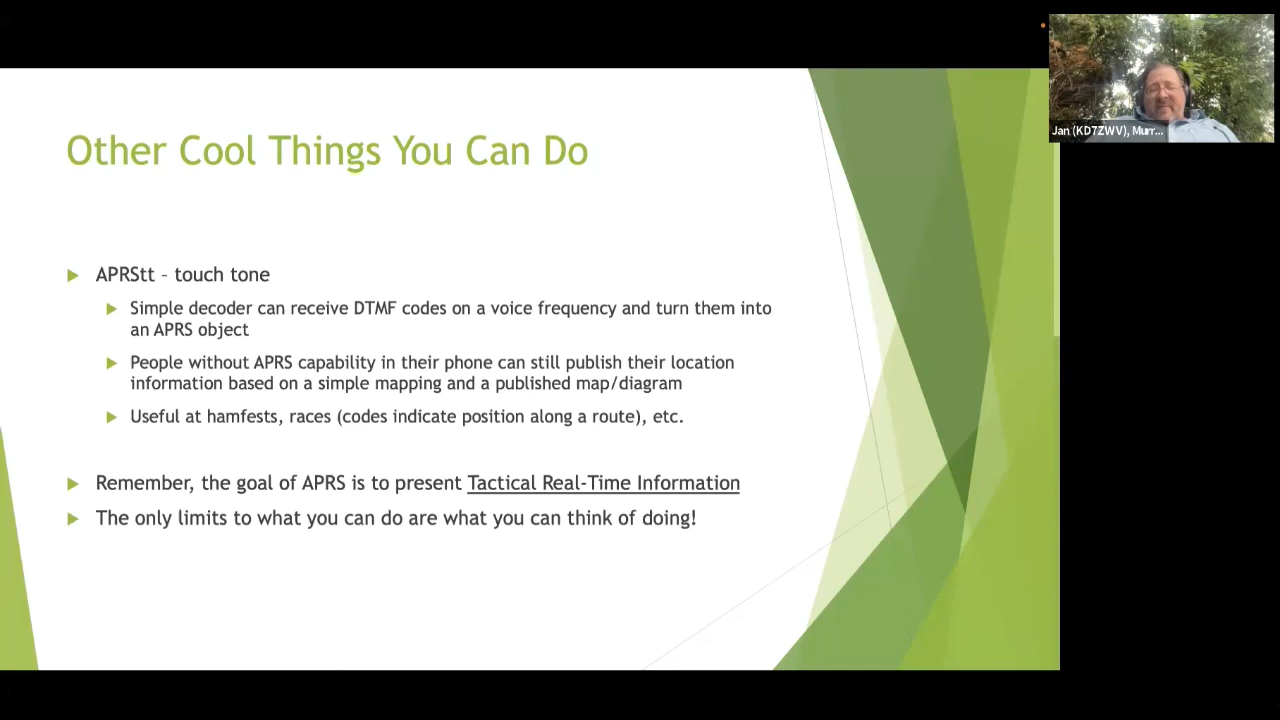 Jan (KD7ZWV), Murr...
Other Cool Things You Can Do
APRStt – touch tone
Simple decoder can receive DTMF codes on a voice frequency and turn them into
an APRS object
People without APRS capability in their phone can still publish their location
information based on a simple mapping and a published map/diagram
Useful at hamfests, races (codes indicate position along a route), etc.
Remember, the goal of APRS is to present Tactical Real-Time Information
The only limits to what you can do are what you can think of doing!